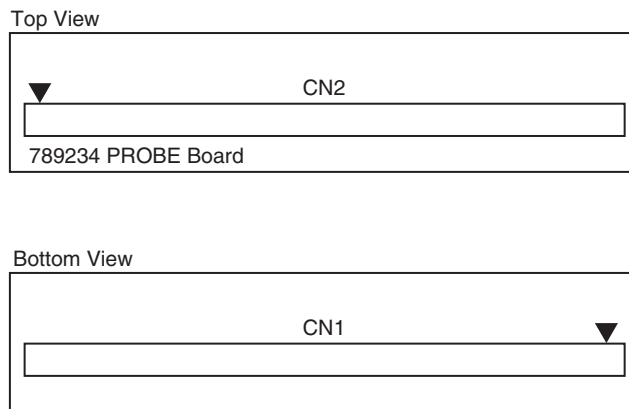 Top View
CN2
789234 PROBE Board
Bottom View
CN1